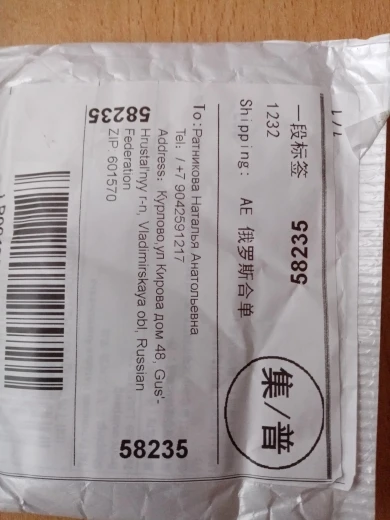 1/1
一段标签 58235
1232
Shipping: AE 俄罗斯合单
集/普
58235
To:Ратникова Наталья Анатольевна
Tel: /+7 9042591217
Address: Курлово,ул Кирова дом 48, Gus'-
Hrustal'nyy r-n, Vladimirskaya obl, Russian
Federation
ZIP 601570
58235